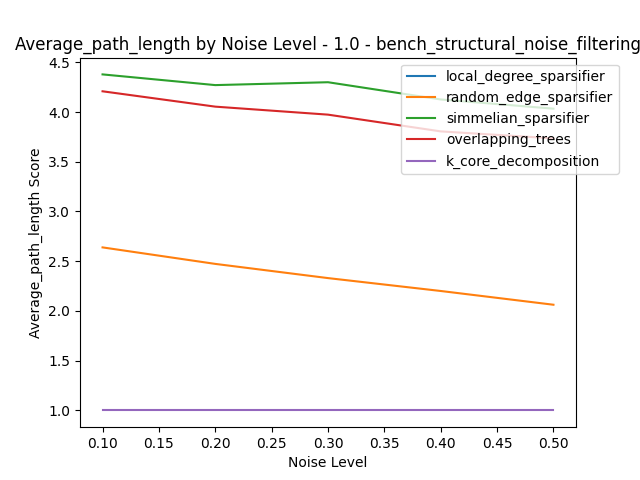 Average_path_length by Noise Level - 1.0 - bench_structural_noise_filtering
4.5
4.0
3.5
3.0
2.5
2.0
1.5
1.0
Average_path_length Score
local_degree_sparsifier
random_edge_sparsifier
simmelian_sparsifier
overlapping_trees
k_core_decomposition
0.10 0.15 0.20 0.25 0.30 0.35 0.40 0.45 0.50
Noise Level